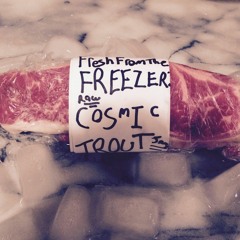 Fresh From The
FREEZER:
RAW
COSMIC
TROUT